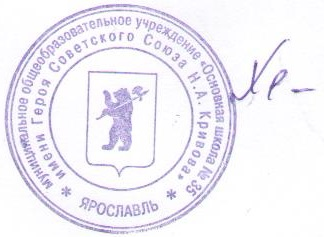 муниципальное общеобразовательное учреждение «Основная школа № 35
имени Героя Советского Союза Н.А. Кривова»
* ЯРОСЛАВЛЬ *